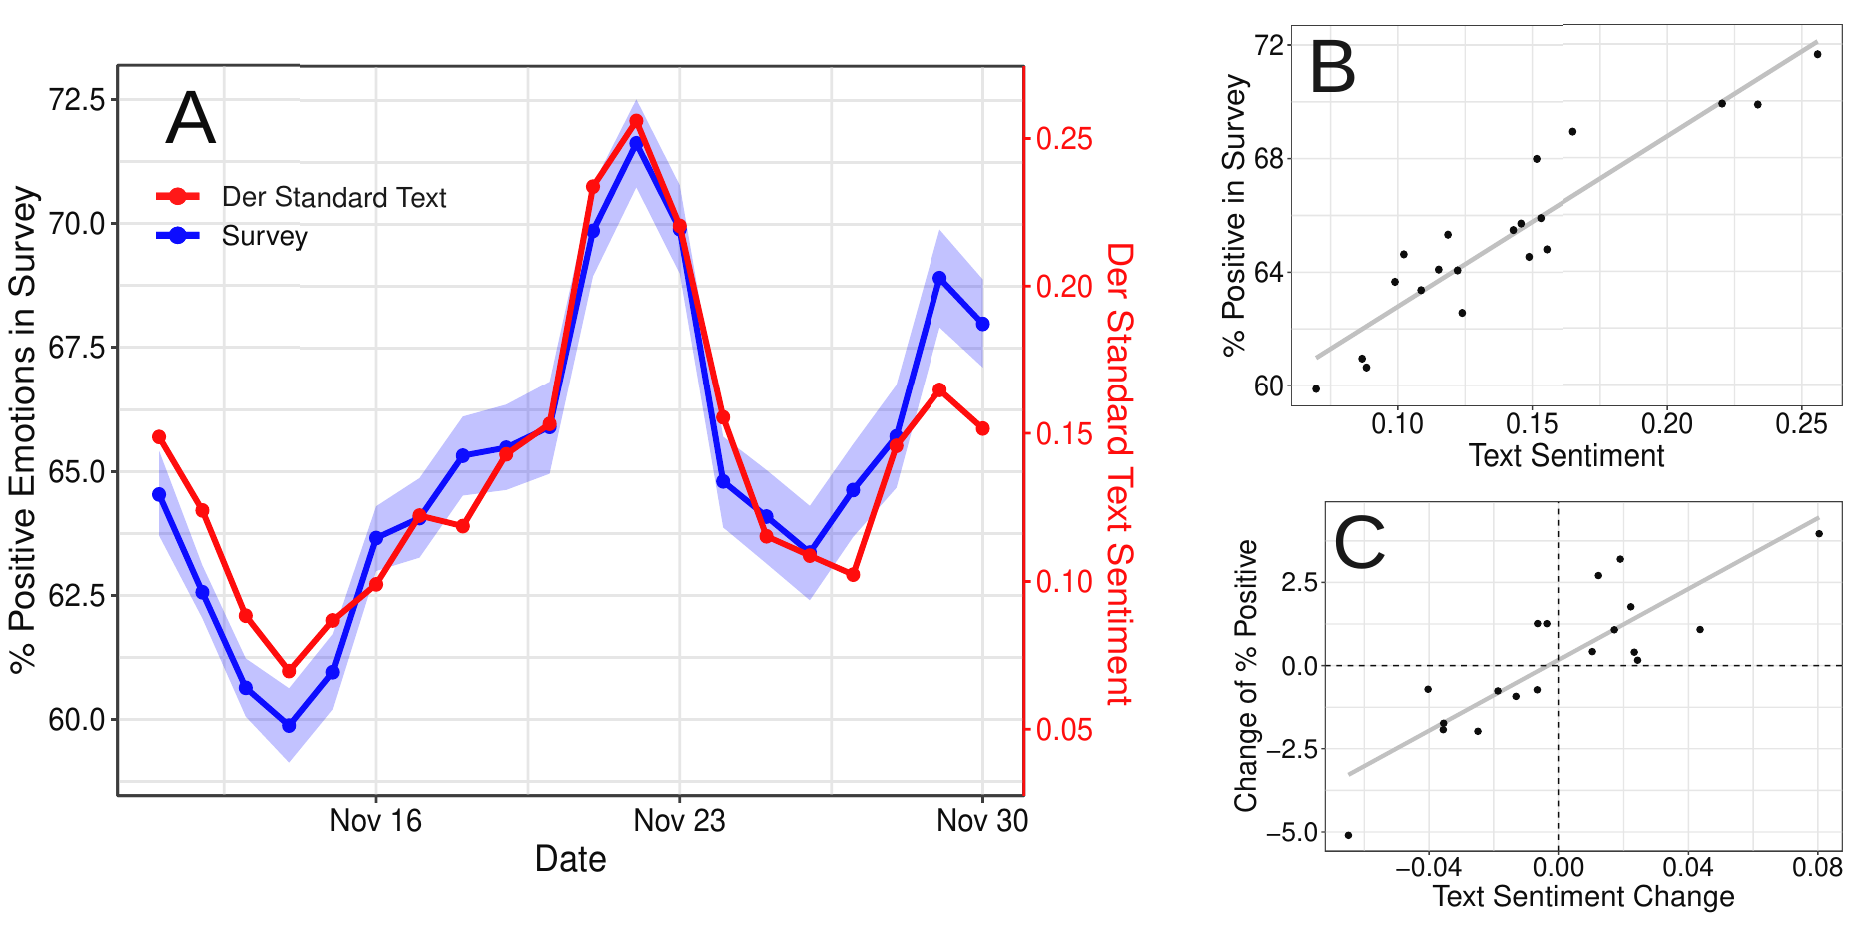 A
Der Standard Text
Survey
% Positive Emotions in Survey
72.5
70.0
67.5
65.0
62.5
60.0
0.25
0.20
0.15
0.10
0.05
Der Standard Text Sentiment
Nov 16
Nov 23
Nov 30
Date
B
% Positive in Survey
72
68
64
60
0.10
0.15
0.20
0.25
Text Sentiment
C
Change of % Positive
2.5
0.0
−2.5
−5.0
−0.04
0.00
0.04
0.08
Text Sentiment Change